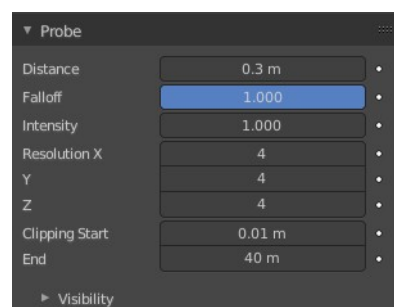 Probe
Distance 0.3 m
Falloff 1.000
Intensity 1.000
Resolution X 4
Y 4
Z 4
Clipping Start 0.01 m
End 40 m
Visibility